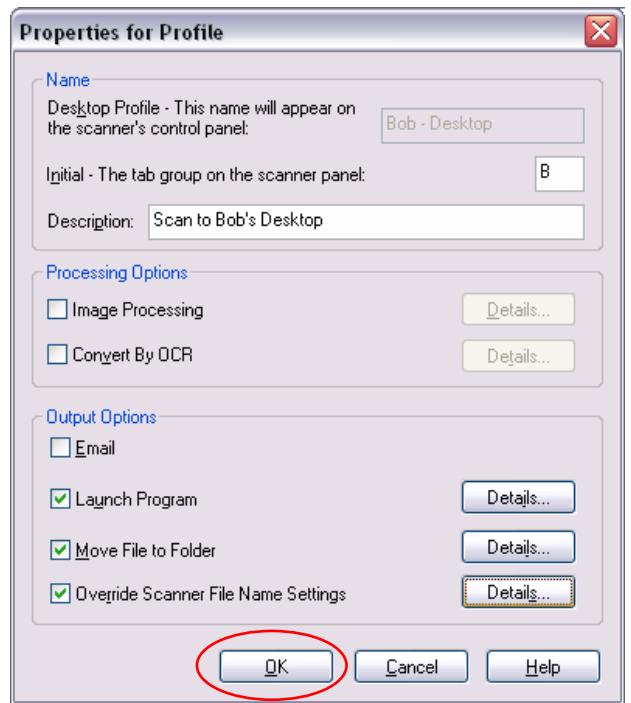 Properties for Profile
Name
Desktop Profile - This name will appear on
the scanner's control panel:
Bob - Desktop
Initial - The tab group on the scanner panel:
B
Description:
Scan to Bob's Desktop
Processing Options
Image Processing
Details...
Convert By OCR
Details...
Output Options
Email
Launch Program
Details...
Move File to Folder
Details...
Override Scanner File Name Settings
Details...
OK
Cancel
Help